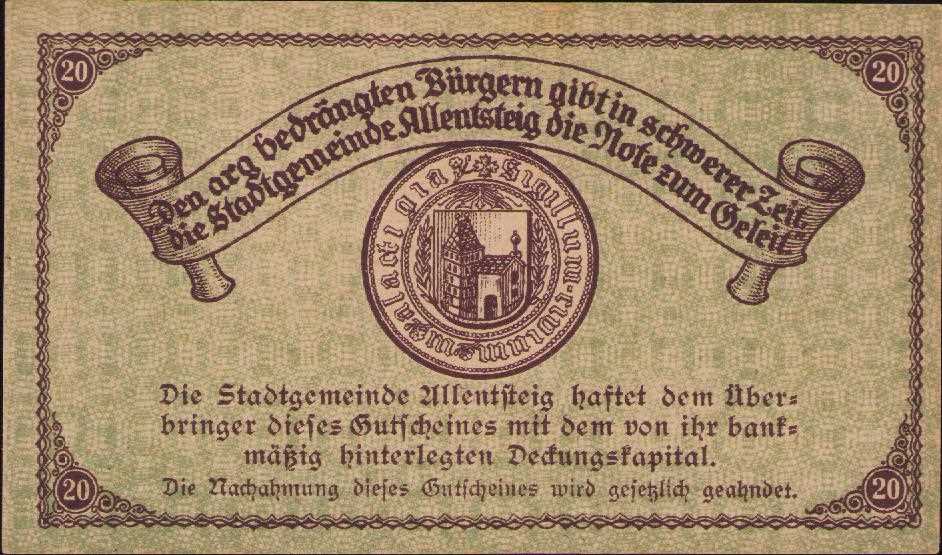 20
20
„Den arg bedrängten Bürgern gibt in schwerer Zeit,
die Stadtgemeinde Allentsteig die Note zum Geleit“
Sigillum
Die Stadtgemeinde Allentsteig haftet dem Über=
bringer dieses Gutscheines mit dem von ihr bank=
mäßig hinterlegten Deckungskapital.
Die Nachahmung dieses Gutscheines wird gesetzlich geahndet.
20
20